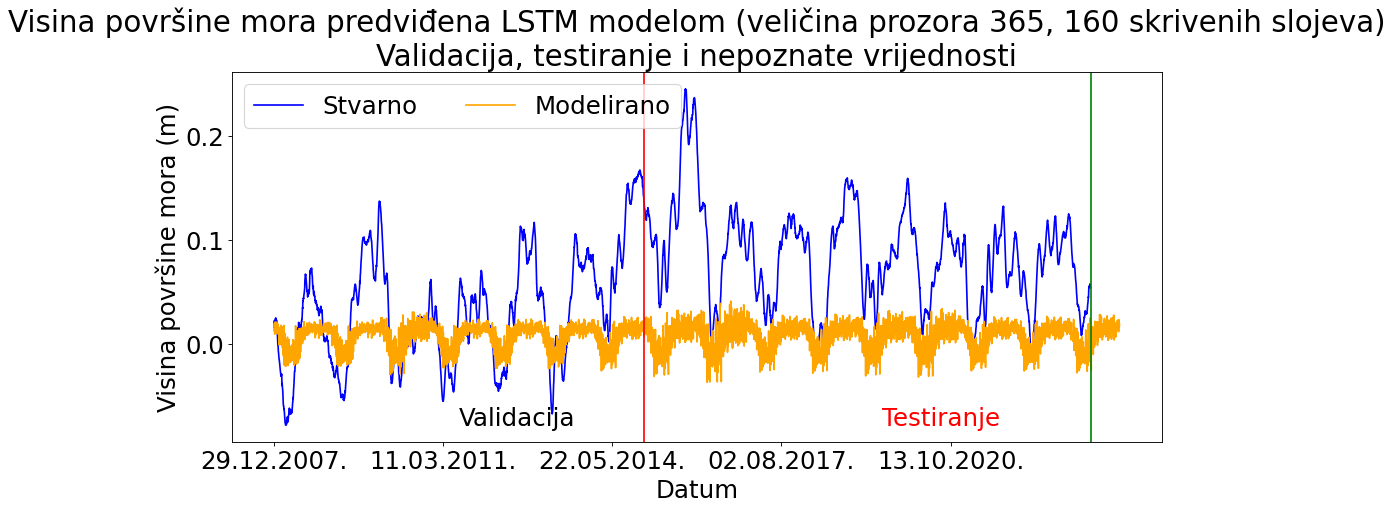 Visina površine mora predviđena LSTM modelom (veličina prozora 365, 160 skrivenih slojeva)
Validacija, testiranje i nepoznate vrijednosti
Stvarno
Modelirano
Visina površine mora (m)
0.2
0.1
0.0
Validacija
Testiranje
29.12.2007.
11.03.2011.
22.05.2014.
02.08.2017.
13.10.2020.
Datum